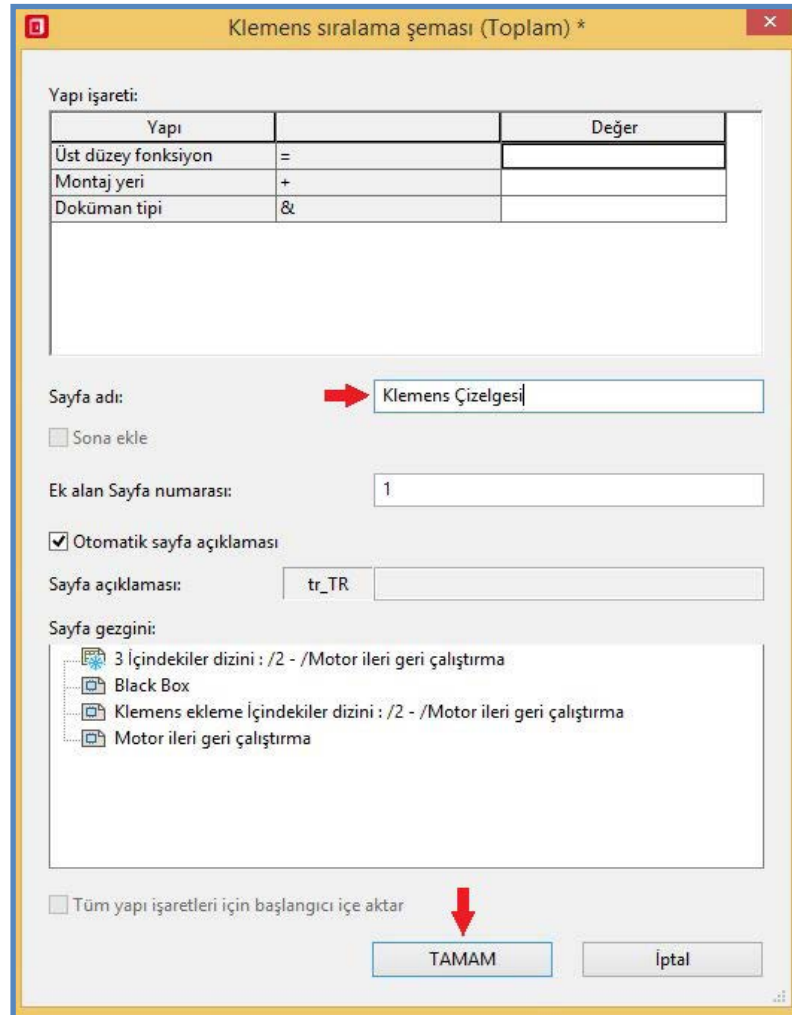 Klemens sıralama şeması (Toplam) *
Yapı işareti:
Yapı Değer
Üst düzey fonksiyon =
Montaj yeri +
Doküman tipi &
Sayfa adı: Klemens Çizelgesi
Sona ekle
Ek alan Sayfa numarası: 1
Otomatik sayfa açıklaması
Sayfa açıklaması: tr_TR
Sayfa gezgini:
3 İçindekiler dizini : /2 - /Motor ileri geri çalıştırma
Black Box
Klemens ekleme İçindekiler dizini : /2 - /Motor ileri geri çalıştırma
Motor ileri geri çalıştırma
Tüm yapı işaretleri için başlangıcı içe aktar
TAMAM İptal